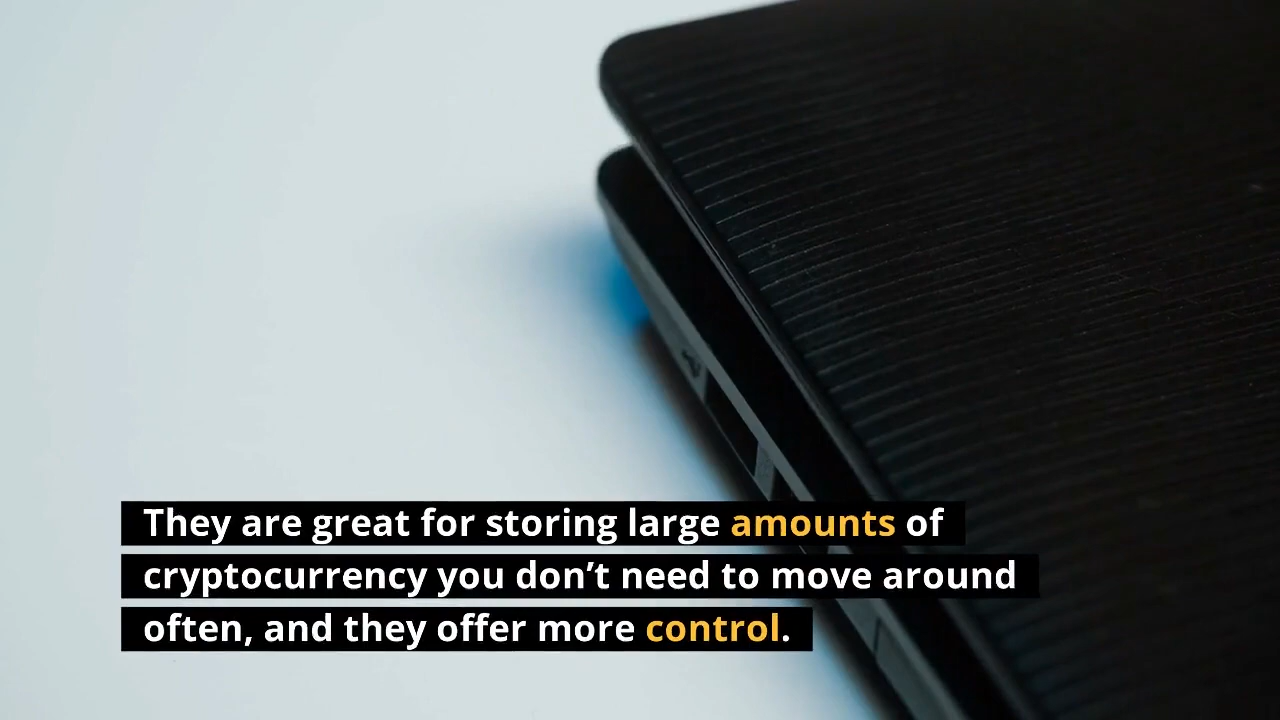 They are great for storing large amounts of
cryptocurrency you don’t need to move around
often, and they offer more control.